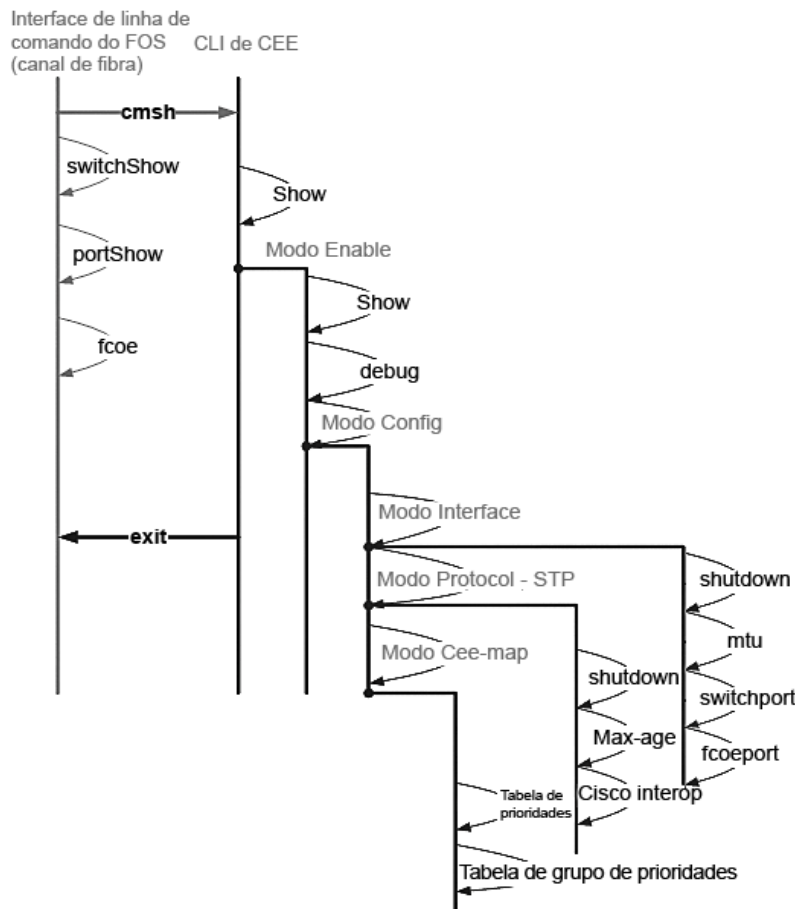 Interface de linha de
comando do FOS
(canal de fibra)
CLI de CEE
cmsh
switchShow
Show
portShow
Modo Enable
Show
fcoe
debug
Modo Config
Modo Interface
exit
Modo Protocol - STP
shutdown
mtu
Modo Cee-map
shutdown
switchport
Max-age
fcoeport
Tabela de
prioridades
Cisco interop
Tabela de grupo de prioridades